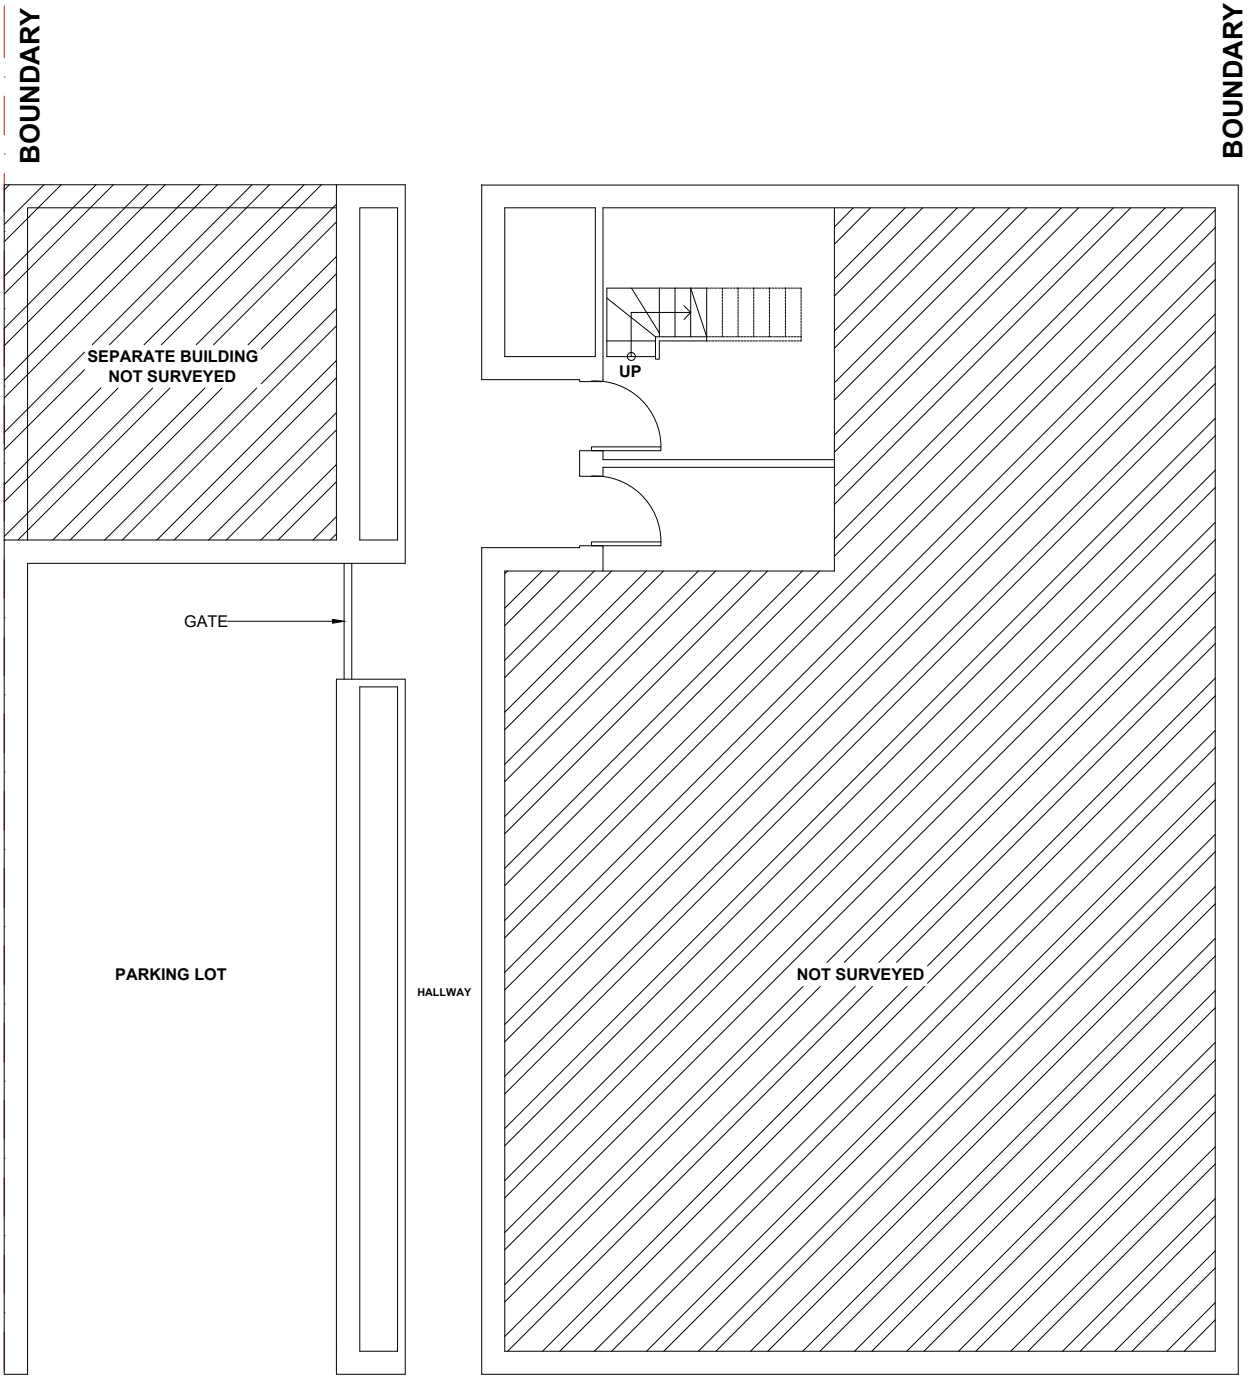 BOUNDARY
BOUNDARY
SEPARATE BUILDING
NOT SURVEYED
UP
GATE
PARKING LOT
HALLWAY
NOT SURVEYED